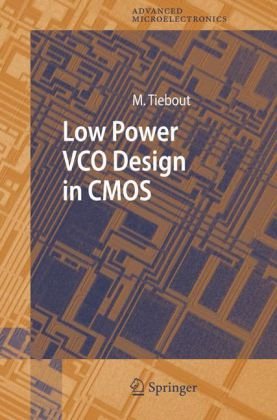 ADVANCED
MICROELECTRONICS
M. Tiebout
Low Power
VCO Design
in CMOS
Springer